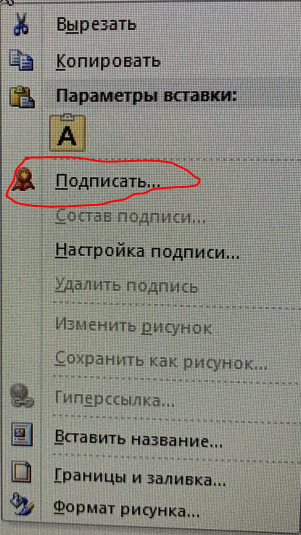 Вырезать
Копировать
Параметры вставки:
A
Подписать...
Состав подписи...
Настройка подписи...
Удалить подпись
Изменить рисунок
Сохранить как рисунок...
Гиперссылка...
Вставить название...
Границы и заливка...
Формат рисунка...